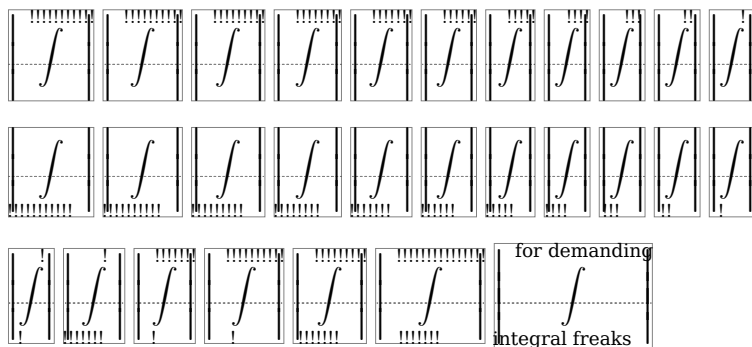 ∫ ∫ ∫ ∫ ∫ ∫ ∫ ∫ ∫ ∫ ∫
∫ ∫ ∫ ∫ ∫ ∫ ∫ ∫ ∫ ∫ ∫
for demanding
∫ ∫ ∫ ∫ ∫ ∫ ∫
integral freaks